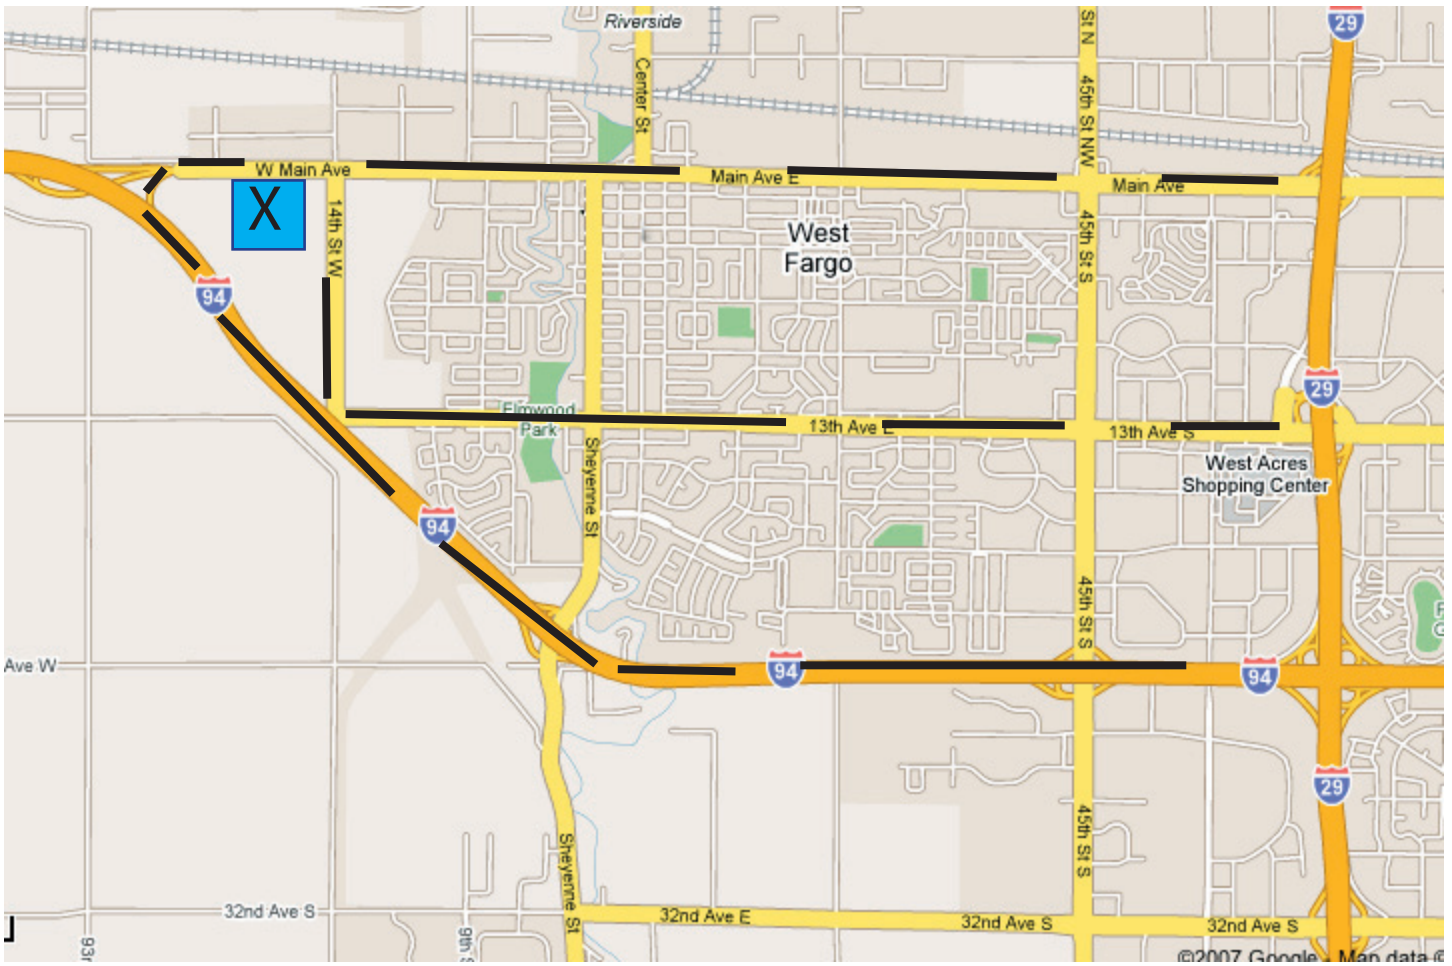 Riverside
29
St N
Center St
45th St NW
W Main Ave
Main Ave E
Main Ave
X
14th St W
West
Fargo
45th St S
94
29
Elmwood
Park
13th Ave E
13th Ave S
Sheyenne St
West Acres
Shopping Center
94
45th St S
Ave W
94
94
29
Sheyenne St
45th St S
32nd Ave S
32nd Ave E
32nd Ave S
32nd Ave S
©2007 Google - Map data ©